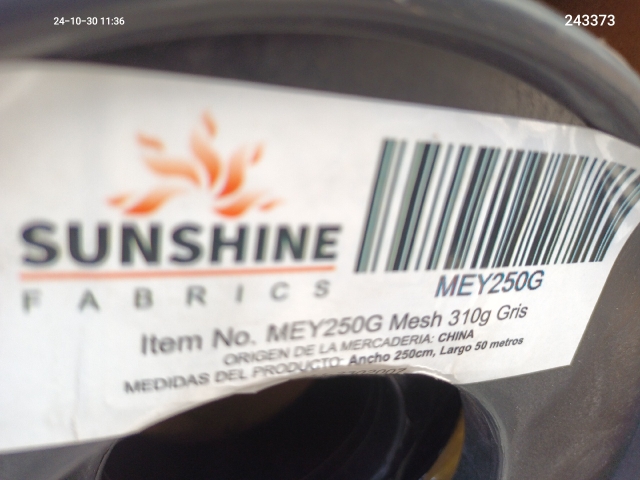 24-10-30 11:36
243373
SUNSHINE
FABRICS
MEY250G
Item No. MEY250G Mesh 310g Gris
ORIGEN DE LA MERCADERIA: CHINA
MEDIDAS DEL PRODUCTO: Ancho 250cm, Largo 50 metros